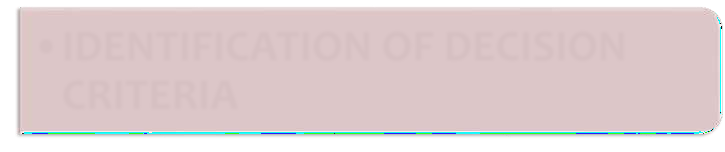 • IDENTIFICATION OF DECISION
CRITERIA